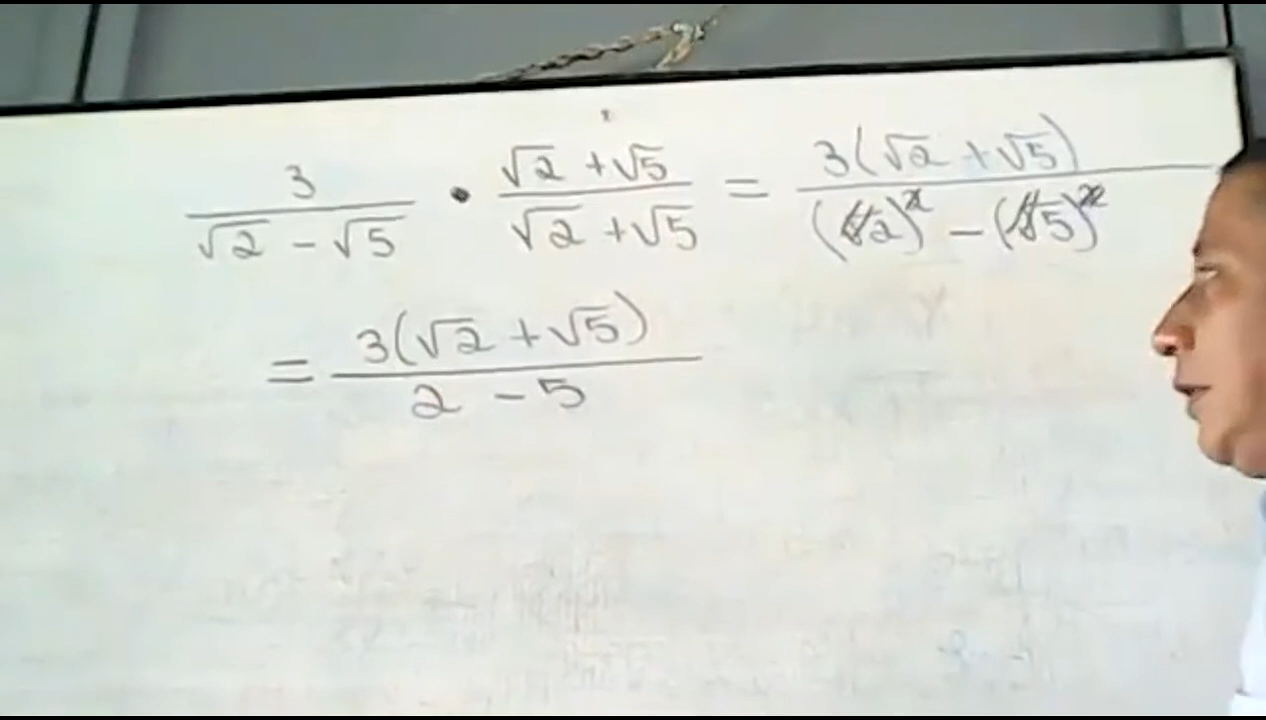 3/(√2 - √5) • (√2 + √5)/(√2 + √5) = 3(√2 + √5)/((√2)² - (√5)²)
= 3(√2 + √5)/(2 - 5)